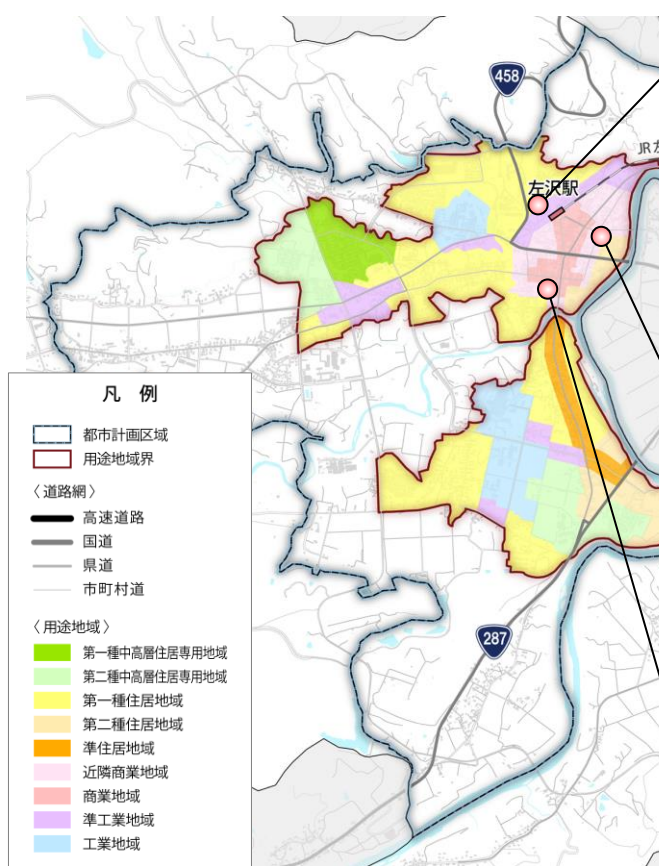 458
JR左
左沢駅
凡 例
都市計画区域
用途地域界
〈道路網〉
高速道路
国道
県道
市町村道
〈用途地域〉
第一種中高層住居専用地域
第二種中高層住居専用地域
第一種住居地域
第二種住居地域
準住居地域
近隣商業地域
商業地域
準工業地域
工業地域
287